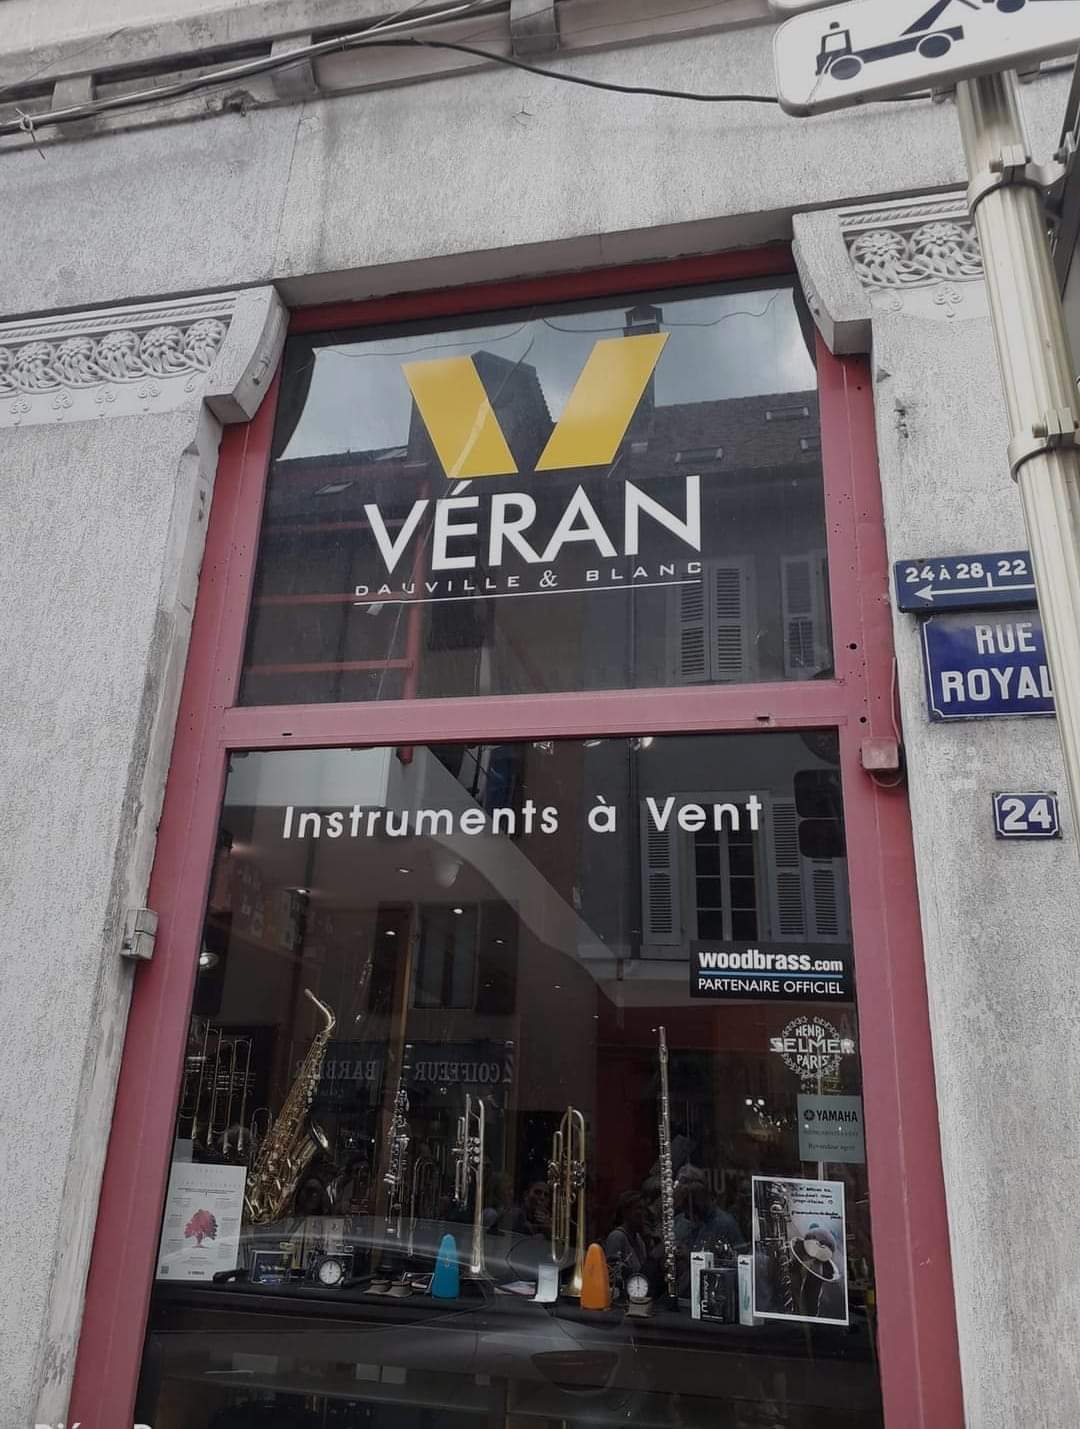 VÉRAN
DAUVILLE & BLANC
24 À 28, 22
RUE
ROYAL
24
Instruments à Vent
woodbrass.com
PARTENAIRE OFFICIEL
HENRI
SELMER
PARIS
YAMAHA
COIFFEUR - BARBIER